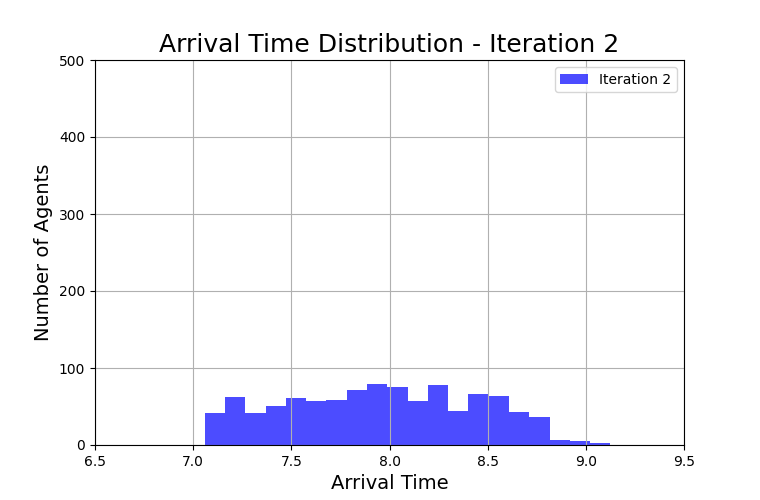 Arrival Time Distribution - Iteration 2
Iteration 2
500
400
300
200
100
0
Number of Agents
6.5 7.0 7.5 8.0 8.5 9.0 9.5
Arrival Time